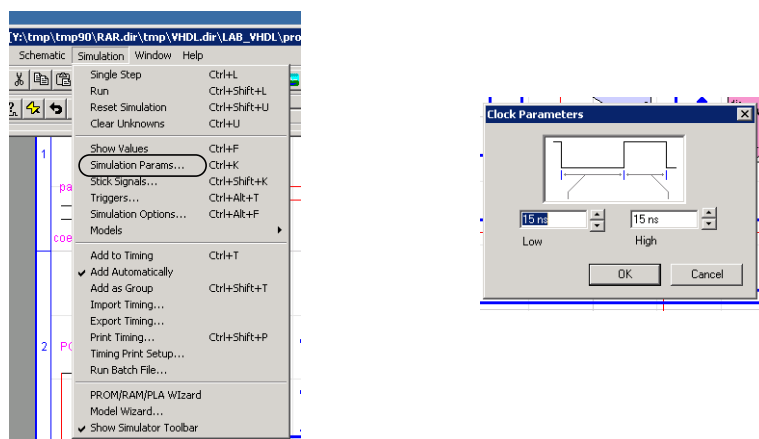 [Y:\tmp\tmp90\RAR.dir\tmp\VHDL.dir\LAB_VHDL\pro
Schematic Simulation Window Help
Single Step Ctrl+L
Run Ctrl+Shift+L
Reset Simulation Ctrl+Shift+U
Clear Unknowns Ctrl+U
1
Show Values Ctrl+F
Simulation Params... Ctrl+K
Stick Signals... Ctrl+Shift+K
pa
Triggers... Ctrl+Alt+T
Simulation Options... Ctrl+Alt+F
Models
coe
Add to Timing Ctrl+T
Add Automatically
Add as Group Ctrl+Shift+T
Import Timing...
Export Timing...
Print Timing... Ctrl+Shift+P
2
Timing Print Setup...
Run Batch File...
PROM/RAM/PLA WIzard
Model Wizard...
Show Simulator Toolbar
Clock Parameters
15 ns 15 ns
Low High
OK Cancel